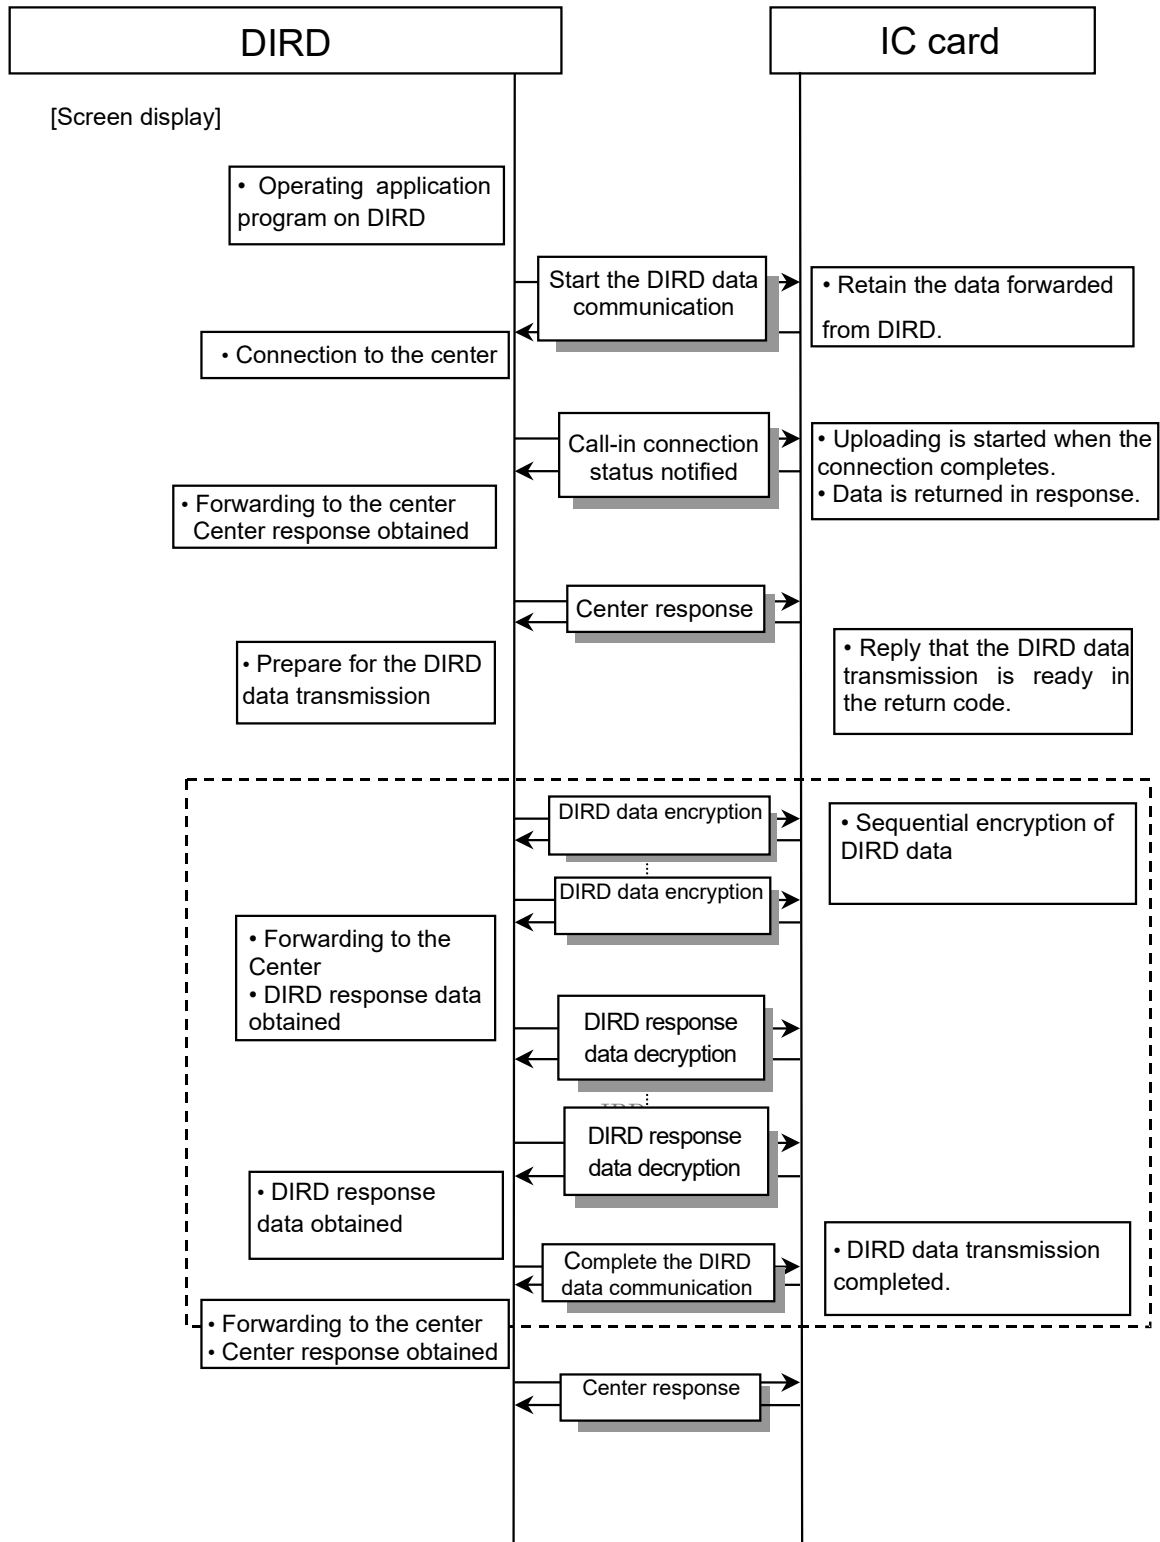 DIRD
IC card
[Screen display]
• Operating application
program on DIRD
Start the DIRD data
communication
• Retain the data forwarded
from DIRD.
• Connection to the center
Call-in connection
status notified
• Uploading is started when the
connection completes.
• Data is returned in response.
• Forwarding to the center
Center response obtained
Center response
• Reply that the DIRD data
transmission is ready in
the return code.
• Prepare for the DIRD
data transmission
DIRD data encryption
• Sequential encryption of
DIRD data
DIRD data encryption
• Forwarding to the
Center
• DIRD response data
obtained
DIRD response
data decryption
DIRD response
data decryption
• DIRD response
data obtained
Complete the DIRD
data communication
• DIRD data transmission
completed.
• Forwarding to the center
• Center response obtained
Center response